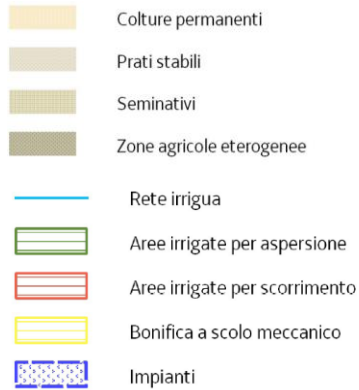 Colture permanenti
Prati stabili
Seminativi
Zone agricole eterogenee
Rete irrigua
Aree irrigate per aspersione
Aree irrigate per scorrimento
Bonifica a scolo meccanico
Impianti